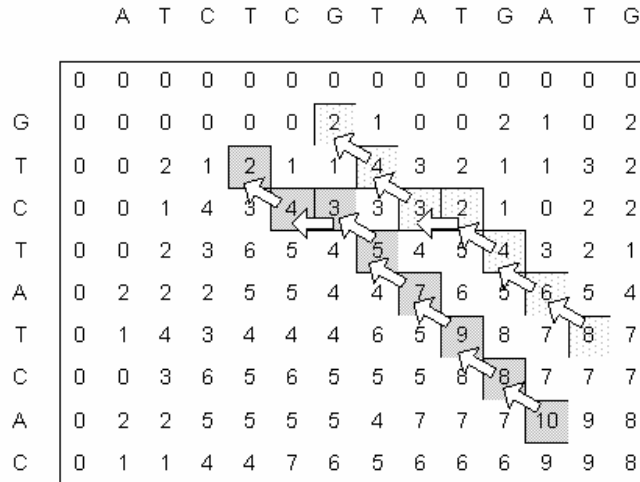 A T C T C G T A T G A T G
0 0 0 0 0 0 0 0 0 0 0 0 0 0
G 0 0 0 0 0 0 2 1 0 0 2 1 0 2
T 0 0 2 1 2 1 1 4 3 2 1 1 3 2
C 0 0 1 4 3 4 3 3 3 2 1 0 2 2
T 0 0 2 3 6 5 4 5 4 5 4 3 2 1
A 0 2 2 2 5 5 4 4 7 6 5 6 5 4
T 0 1 4 3 4 4 4 6 5 9 8 7 8 7
C 0 0 3 6 5 6 5 5 5 8 8 7 7 7
A 0 2 2 5 5 5 5 4 7 7 7 10 9 8
C 0 1 1 4 4 7 6 5 6 6 6 9 9 8